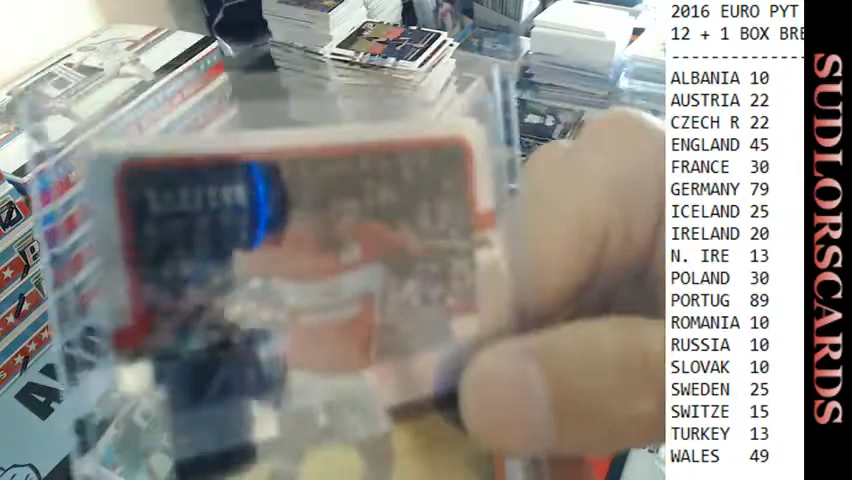 2016 EURO PYT
12 + 1 BOX BRE
ALBANIA 10
AUSTRIA 22
CZECH R 22
ENGLAND 45
FRANCE 30
GERMANY 79
ICELAND 25
IRELAND 20
N. IRE 13
POLAND 30
PORTUG 89
ROMANIA 10
RUSSIA 10
SLOVAK 10
SWEDEN 25
SWITZE 15
TURKEY 13
WALES 49
SUDLORSCARDS